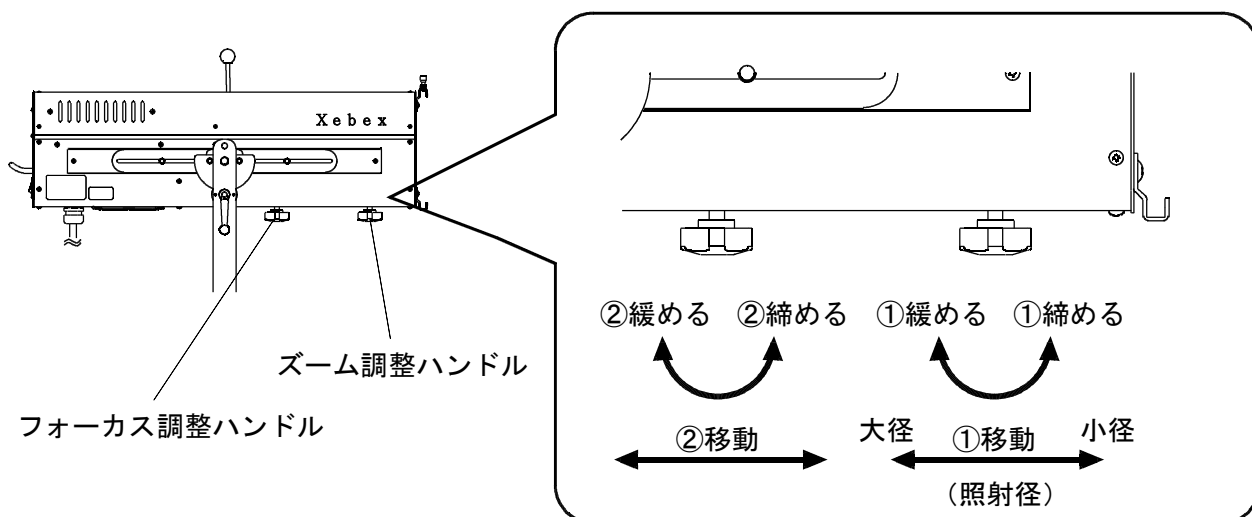 Xebex
ズーム調整ハンドル
フォーカス調整ハンドル
②緩める ②締める ①緩める ①締める
大径 小径
②移動 ①移動
(照射径)